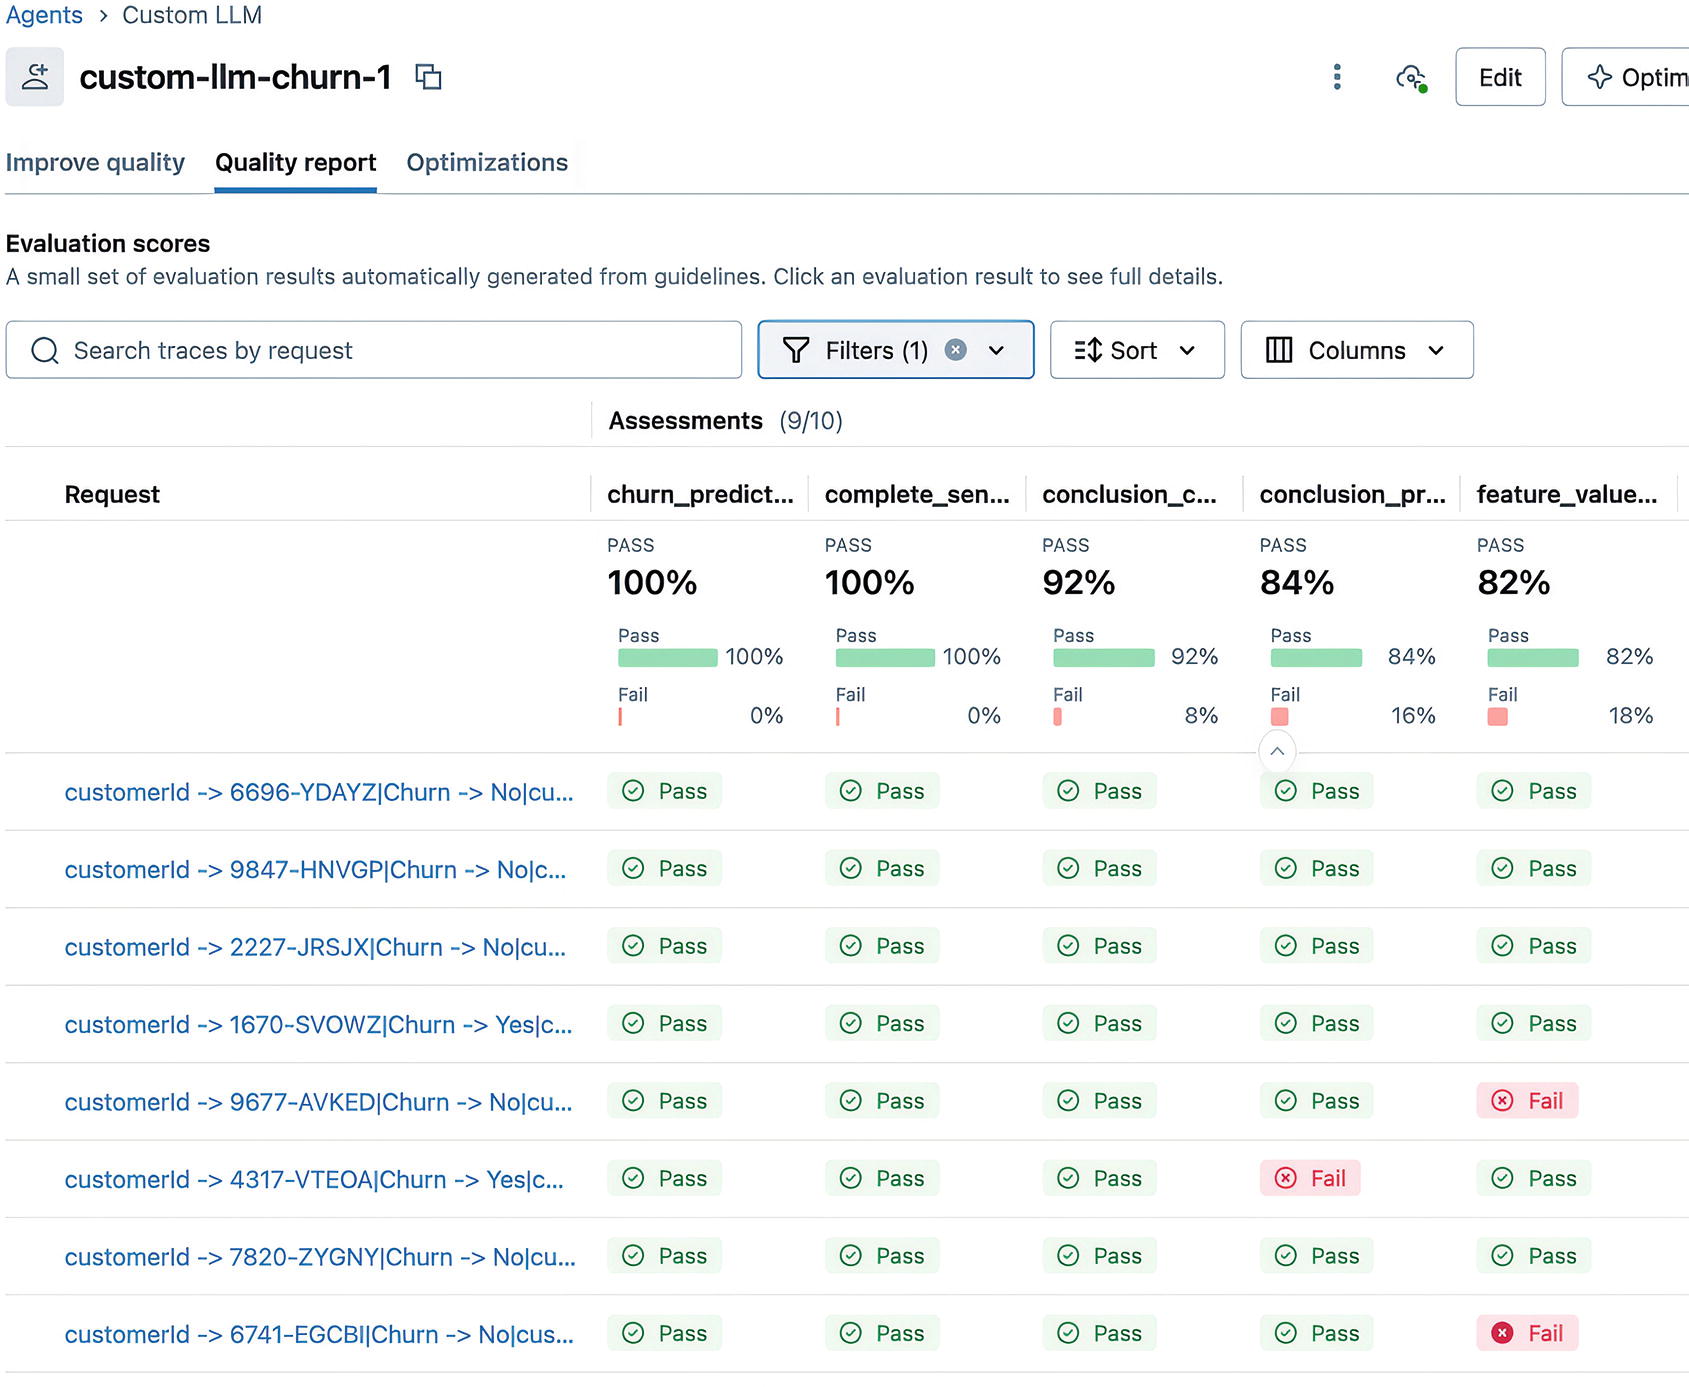 Agents > Custom LLM
custom-llm-churn-1
Edit
Optim
Improve quality Quality report Optimizations
Evaluation scores
A small set of evaluation results automatically generated from guidelines. Click an evaluation result to see full details.
Search traces by request Filters (1) Sort Columns
Assessments (9/10)
Request churn_predict... complete_sen... conclusion_c... conclusion_pr... feature_value...
PASS PASS PASS PASS PASS
100% 100% 92% 84% 82%
Pass Pass Pass Pass Pass
100% 100% 92% 84% 82%
Fail Fail Fail Fail Fail
0% 0% 8% 16% 18%
customerId -> 6696-YDAYZ|Churn -> No|cu... Pass Pass Pass Pass Pass
customerId -> 9847-HNVGP|Churn -> No|c... Pass Pass Pass Pass Pass
customerId -> 2227-JRSJX|Churn -> No|cu... Pass Pass Pass Pass Pass
customerId -> 1670-SVOWZ|Churn -> Yes|c... Pass Pass Pass Pass Pass
customerId -> 9677-AVKED|Churn -> No|cu... Pass Pass Pass Pass Fail
customerId -> 4317-VTEOA|Churn -> Yes|c... Pass Pass Pass Fail Pass
customerId -> 7820-ZYGNY|Churn -> No|cu... Pass Pass Pass Pass Pass
customerId -> 6741-EGCBI|Churn -> No|cus... Pass Pass Pass Pass Fail